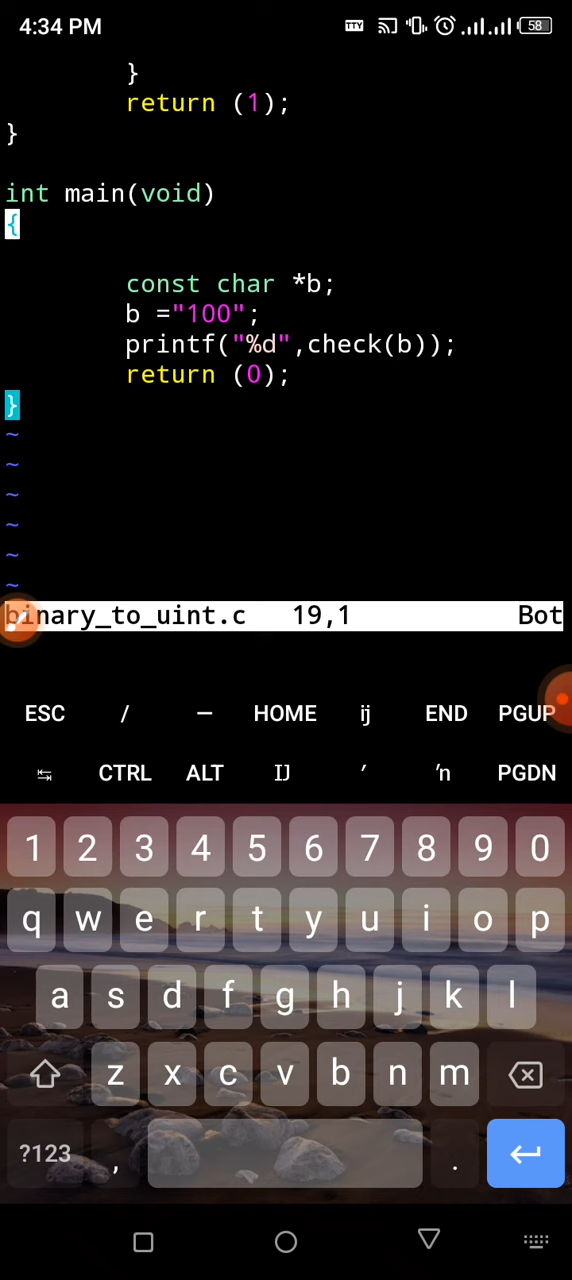 4:34 PM TTY 58
}
return (1);
}
int main(void)
{
const char *b;
b ="100";
printf("%d",check(b));
return (0);
}
~
~
~
~
~
~
binary_to_uint.c 19,1 Bot
ESC / — HOME ĳ END PGUP
↹ CTRL ALT Ĳ ′ ŉ PGDN
1 2 3 4 5 6 7 8 9 0
q w e r t y u i o p
a s d f g h j k l
z x c v b n m
?123 , .